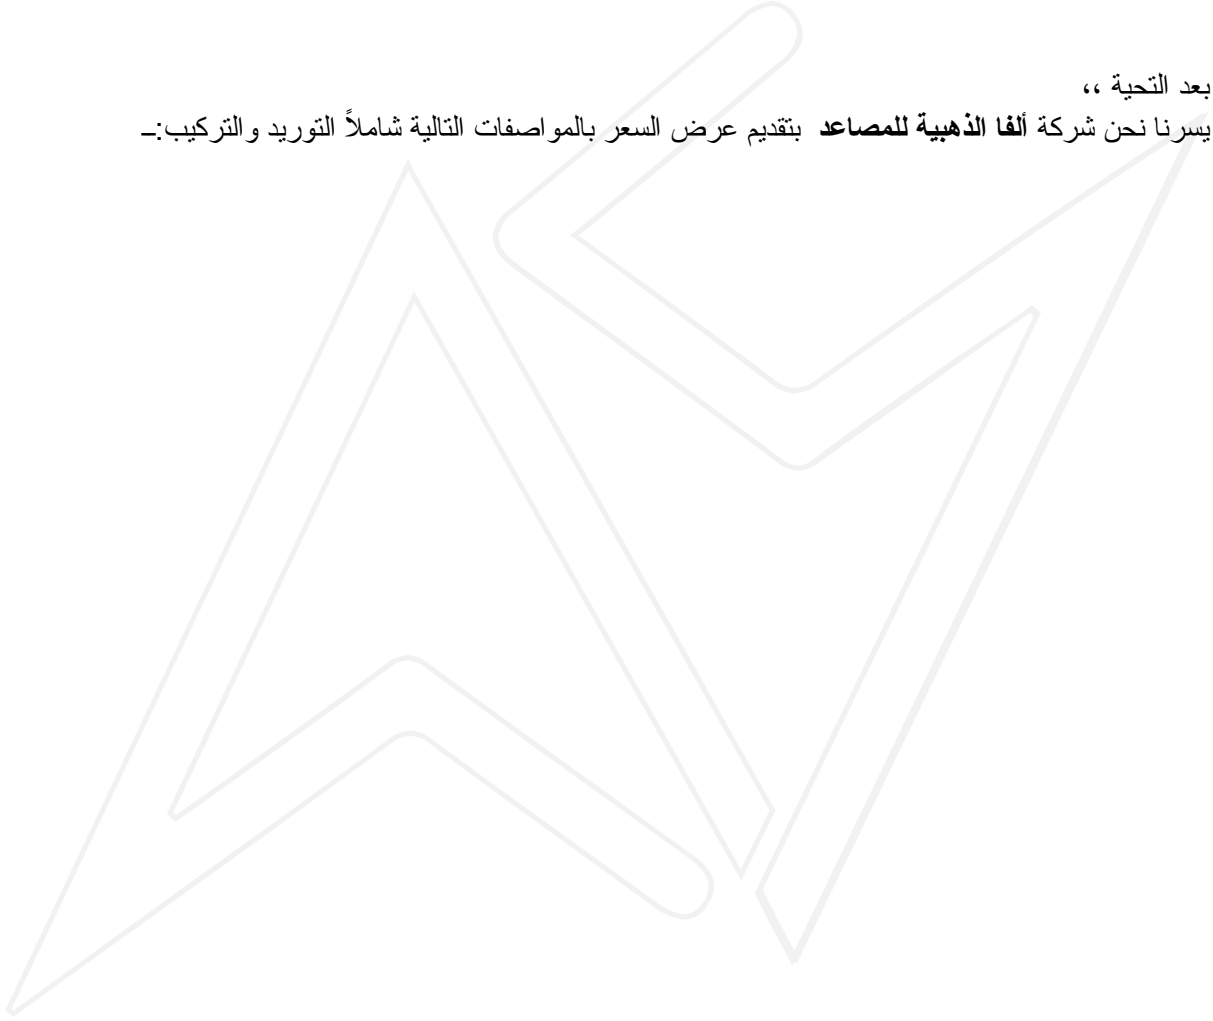 بعد التحية ،،
يسرنا نحن شركة ألفا الذهبية للمصاعد بتقديم عرض السعر بالمواصفات التالية شاملاً التوريد والتركيب:ـ